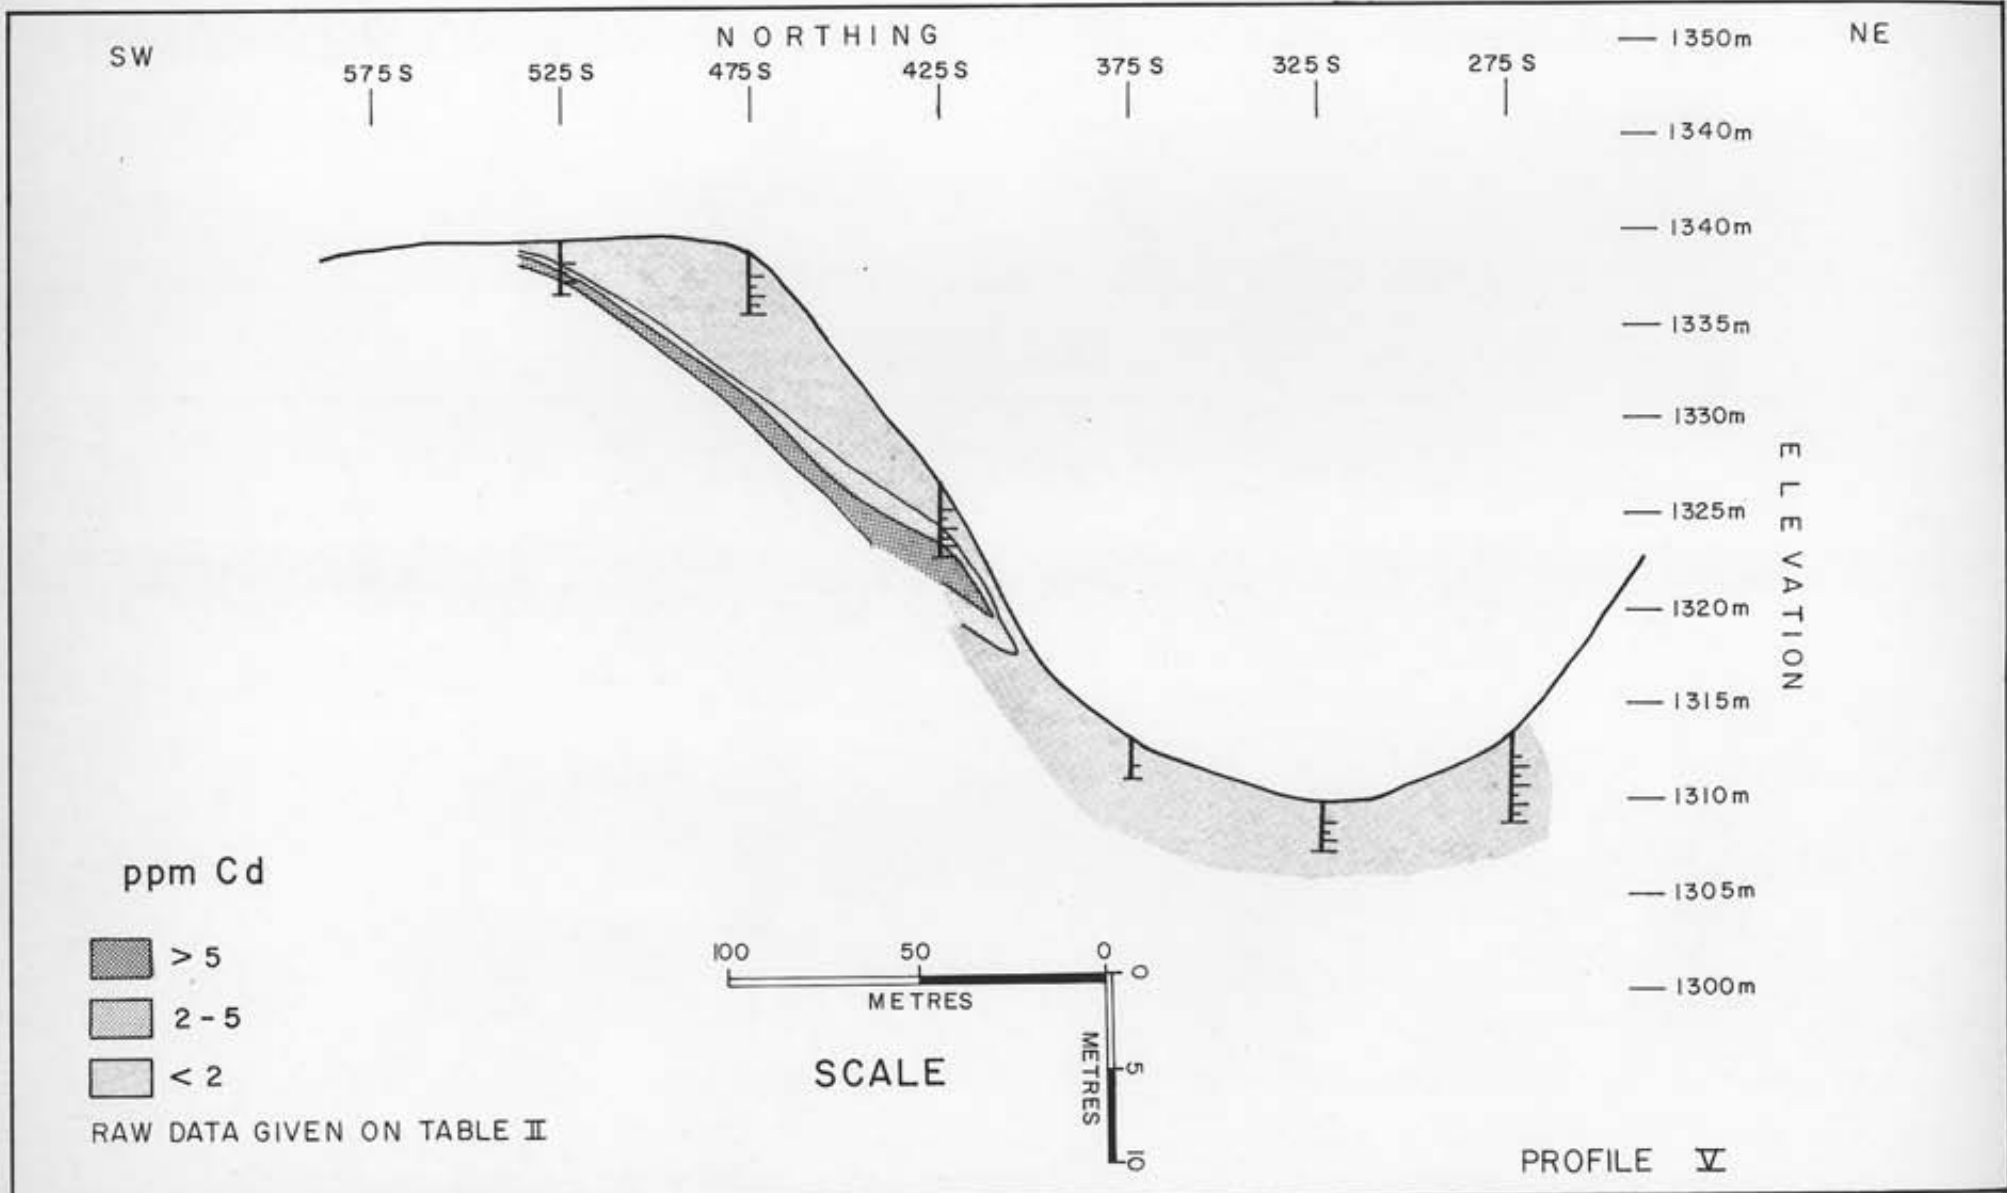 SW
NORTHING
NE
575 S
525 S
475 S
425 S
375 S
325 S
275 S
1350m
1340m
1340m
1335m
1330m
1325m
1320m
1315m
1310m
1305m
1300m
ELEVATION
ppm Cd
> 5
2 - 5
< 2
RAW DATA GIVEN ON TABLE II
100 50 0
METRES
0
5
10
METRES
SCALE
PROFILE V